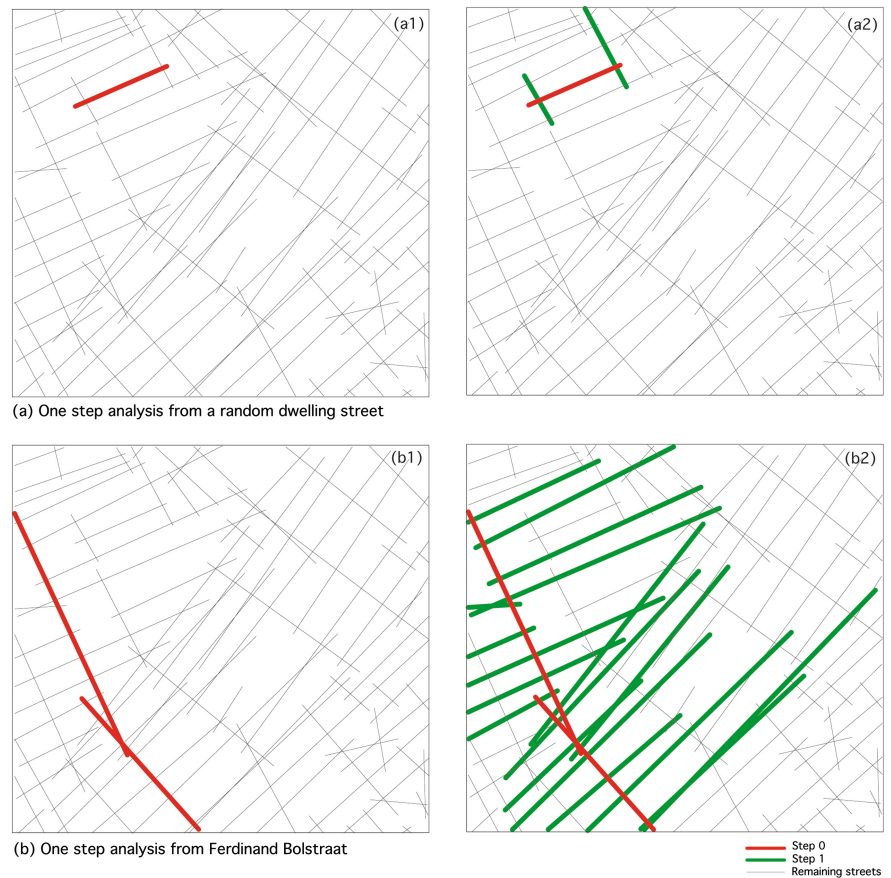 (a1)
(a2)
(a) One step analysis from a random dwelling street
(b1)
(b2)
(b) One step analysis from Ferdinand Bolstraat
Step 0
Step 1
Remaining streets